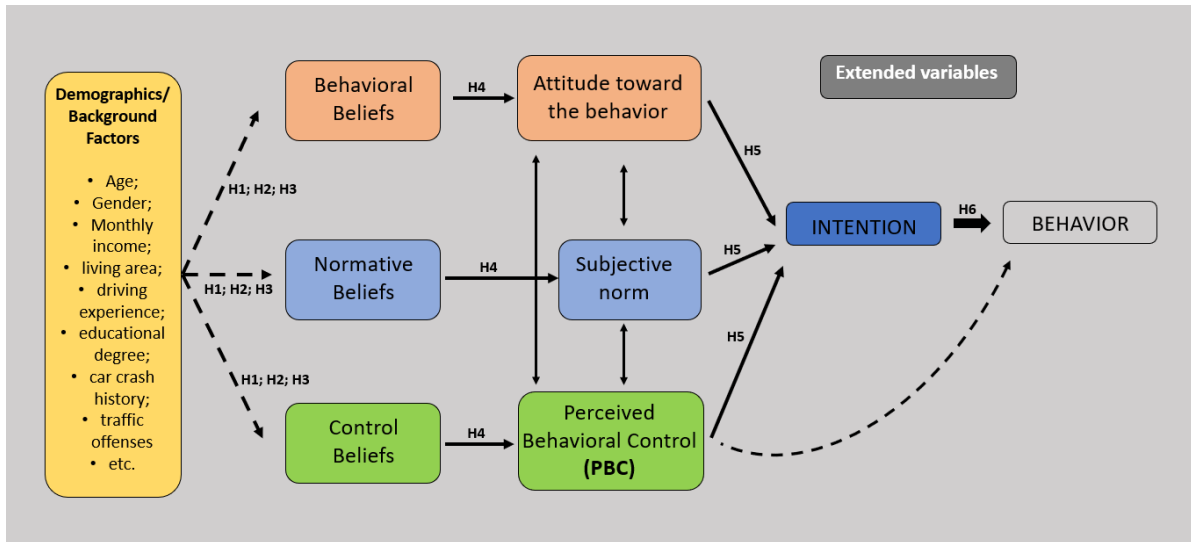 Demographics/
Background
Factors
• Age;
• Gender;
• Monthly
income;
• living area;
• driving
experience;
• educational
degree;
• car crash
history;
• traffic
offenses
• etc.
H1; H2; H3
H1; H2; H3
H1; H2; H3
Behavioral
Beliefs
H4
Attitude toward
the behavior
Normative
Beliefs
H4
Subjective
norm
Control
Beliefs
H4
Perceived
Behavioral Control
(PBC)
H5
H5
H5
Extended variables
INTENTION
H6
BEHAVIOR